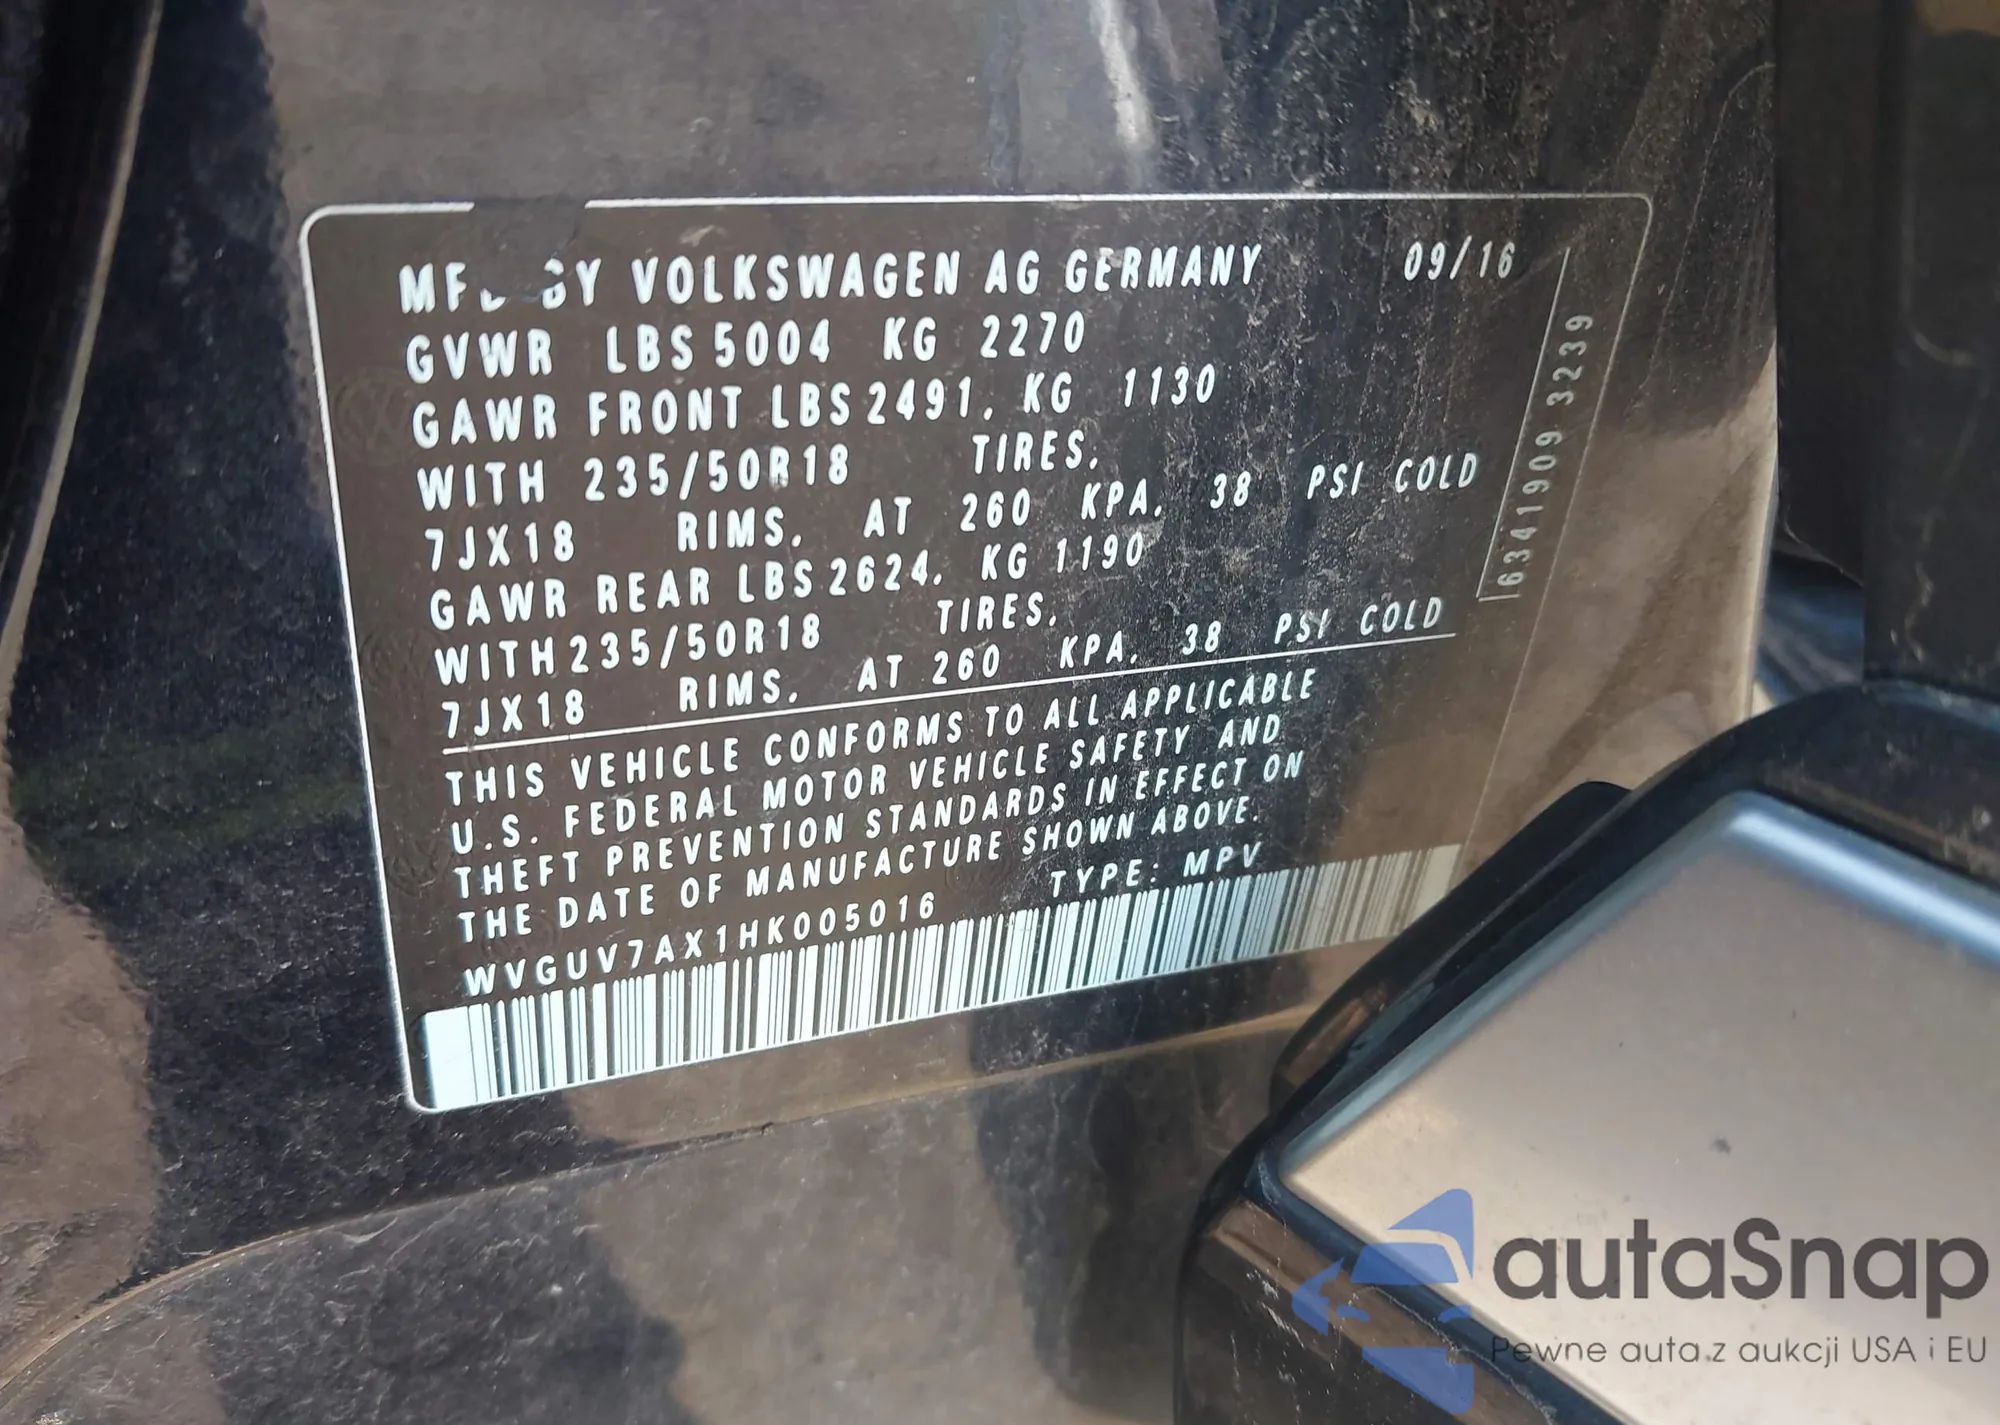 MFD BY VOLKSWAGEN AG GERMANY 09/16
GVWR LBS 5004 KG 2270
GAWR FRONT LBS 2491. KG 1130
WITH 235/50R18 TIRES.
7JX18 RIMS. AT 260 KPA. 38 PSI COLD
GAWR REAR LBS 2624. KG 1190
WITH 235/50R18 TIRES.
7JX18 RIMS. AT 260 KPA. 38 PSI COLD
THIS VEHICLE CONFORMS TO ALL APPLICABLE
U.S. FEDERAL MOTOR VEHICLE SAFETY AND
THEFT PREVENTION STANDARDS IN EFFECT ON
THE DATE OF MANUFACTURE SHOWN ABOVE.
WVGUV7AX1HK005016 TYPE: MPV
6341909 3239
autaSnap
Pewne auta z aukcji USA i EU